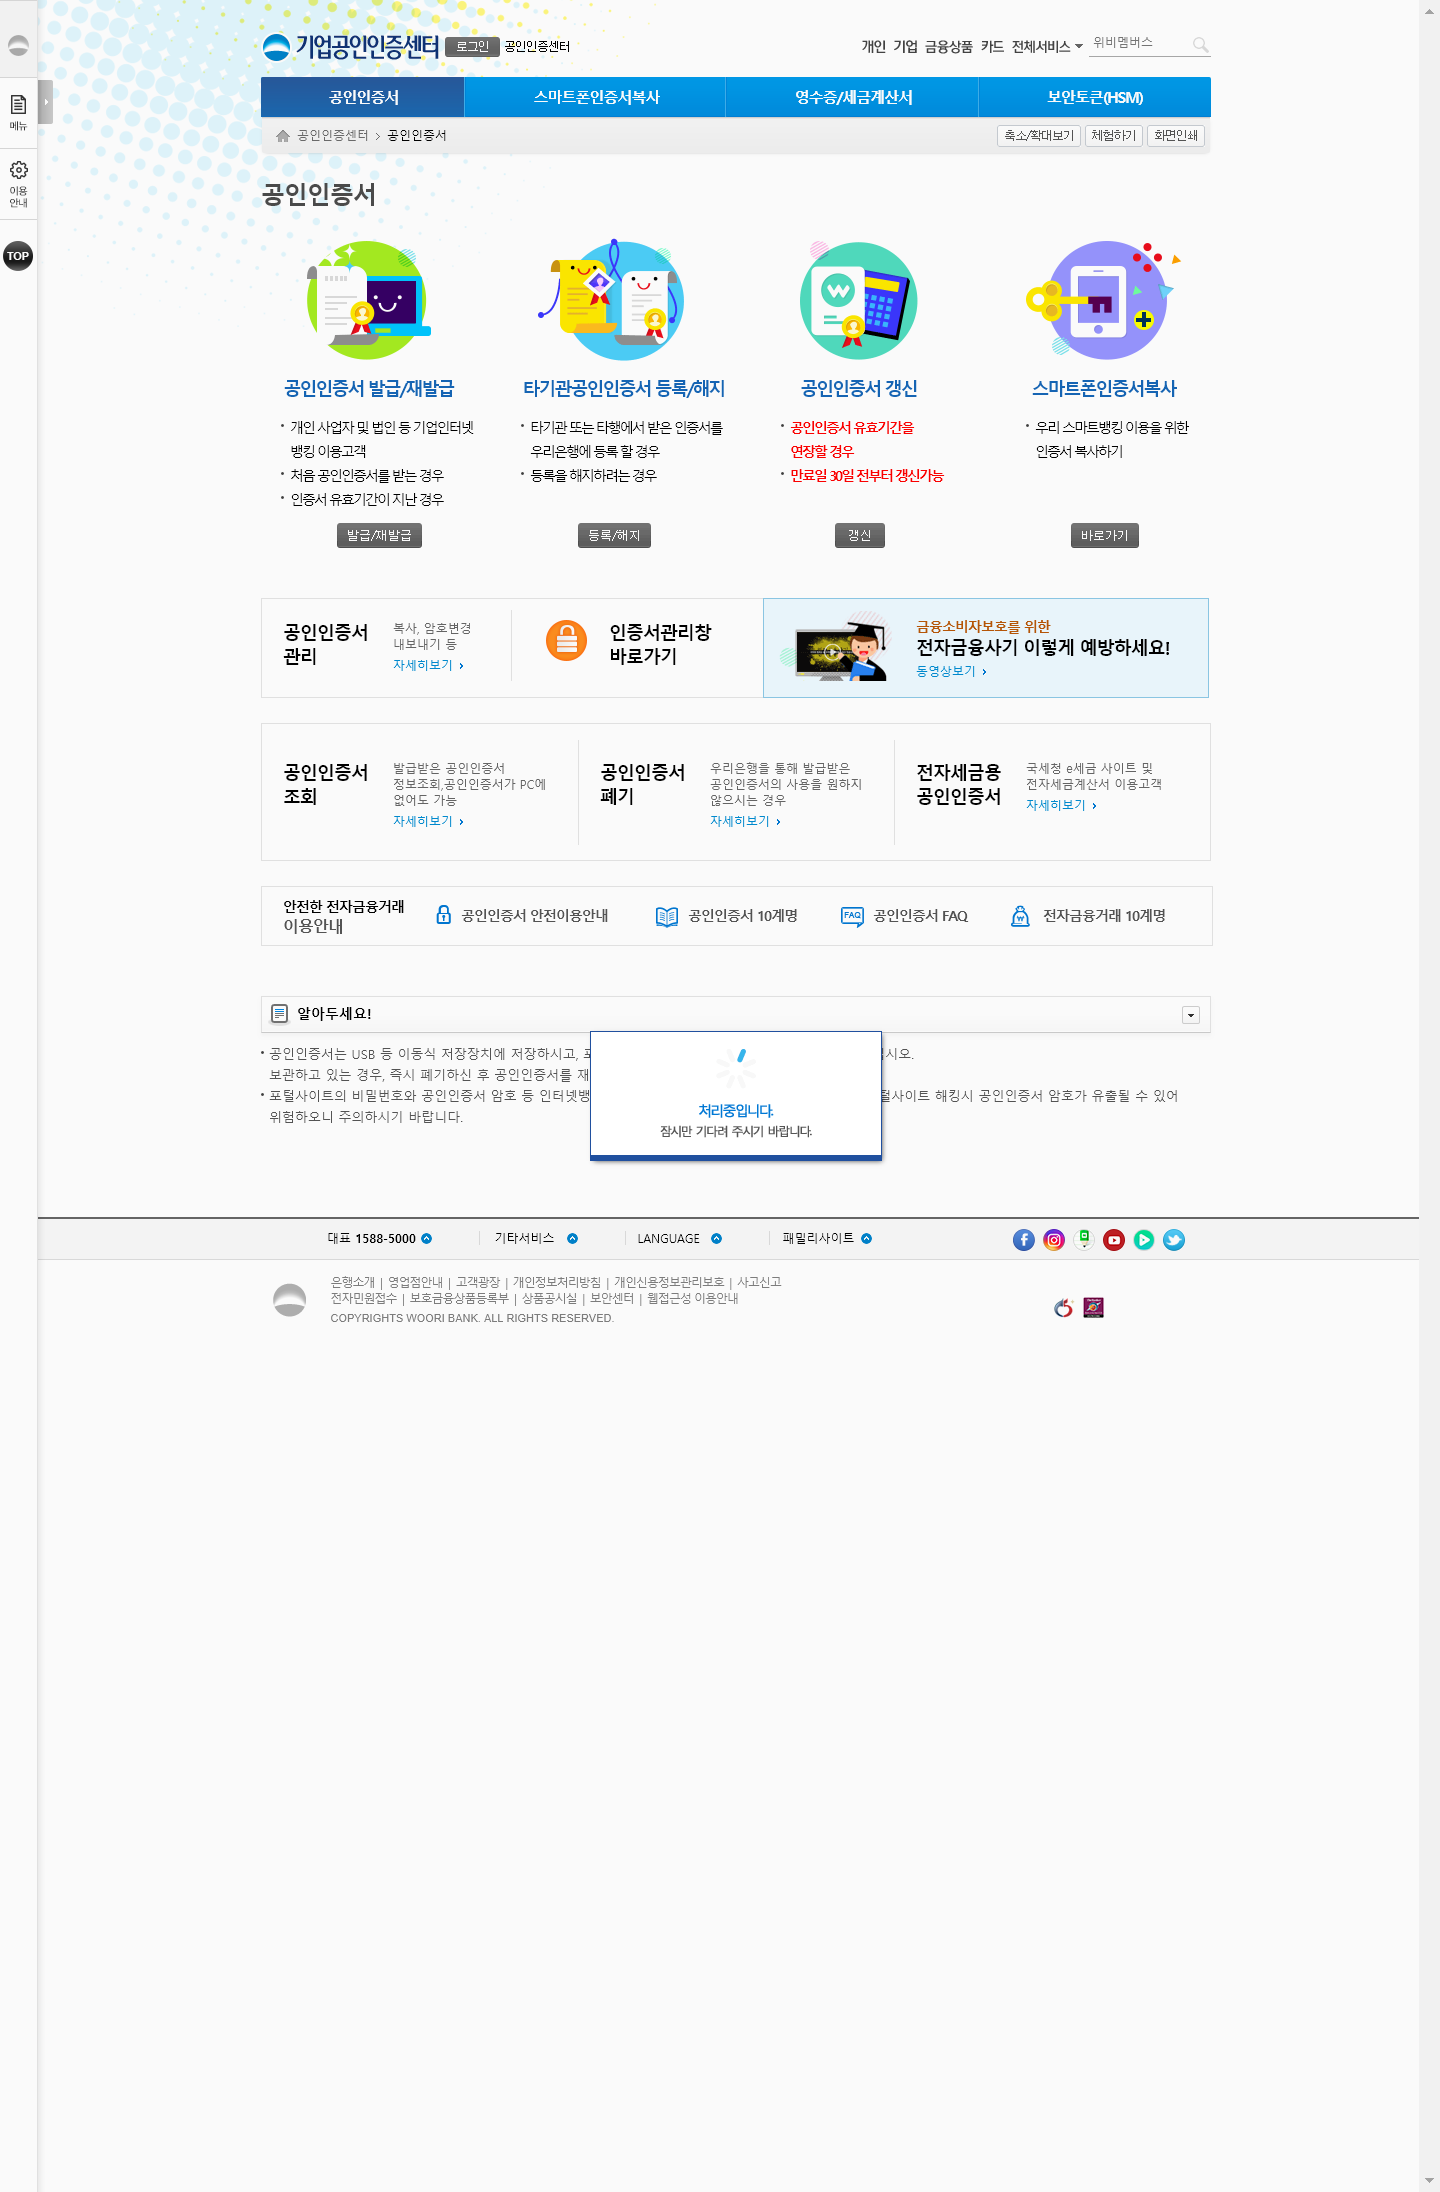 기업공인인증센터 로그인 공인인증센터
개인 기업 금융상품 카드 전체서비스 위비멤버스
공인인증서 스마트폰인증서복사 영수증/세금계산서 보안토큰(HSM)
메뉴
이용
안내
TOP
공인인증센터 > 공인인증서
축소/확대보기 체험하기 화면인쇄
공인인증서
공인인증서 발급/재발급
개인 사업자 및 법인 등 기업인터넷
뱅킹 이용고객
처음 공인인증서를 받는 경우
인증서 유효기간이 지난 경우
발급/재발급
타기관공인인증서 등록/해지
타기관 또는 타행에서 받은 인증서를
우리은행에 등록 할 경우
등록을 해지하려는 경우
등록/해지
공인인증서 갱신
공인인증서 유효기간을
연장할 경우
만료일 30일 전부터 갱신가능
갱신
스마트폰인증서복사
우리 스마트뱅킹 이용을 위한
인증서 복사하기
바로가기
공인인증서
관리
복사, 암호변경
내보내기 등
자세히보기
인증서관리창
바로가기
금융소비자보호를 위한
전자금융사기 이렇게 예방하세요!
동영상보기
공인인증서
조회
발급받은 공인인증서
정보조회,공인인증서가 PC에
없어도 가능
자세히보기
공인인증서
폐기
우리은행을 통해 발급받은
공인인증서의 사용을 원하지
않으시는 경우
자세히보기
전자세금용
공인인증서
국세청 e세금 사이트 및
전자세금계산서 이용고객
자세히보기
안전한 전자금융거래
이용안내
공인인증서 안전이용안내
공인인증서 10계명
FAQ 공인인증서 FAQ
전자금융거래 10계명
알아두세요!
공인인증서는 USB 등 이동식 저장장치에 저장하시고,
보관하고 있는 경우, 즉시 폐기하신 후 공인인증서를 재
포털사이트의 비밀번호와 공인인증서 암호 등 인터넷뱅 털사이트 해킹시 공인인증서 암호가 유출될 수 있어
위험하오니 주의하시기 바랍니다.
처리중입니다.
잠시만 기다려 주시기 바랍니다.
대표 1588-5000 기타서비스 LANGUAGE 패밀리사이트
은행소개 | 영업점안내 | 고객광장 | 개인정보처리방침 | 개인신용정보관리보호 | 사고신고
전자민원접수 | 보호금융상품등록부 | 상품공시실 | 보안센터 | 웹접근성 이용안내
COPYRIGHTS WOORI BANK. ALL RIGHTS RESERVED.